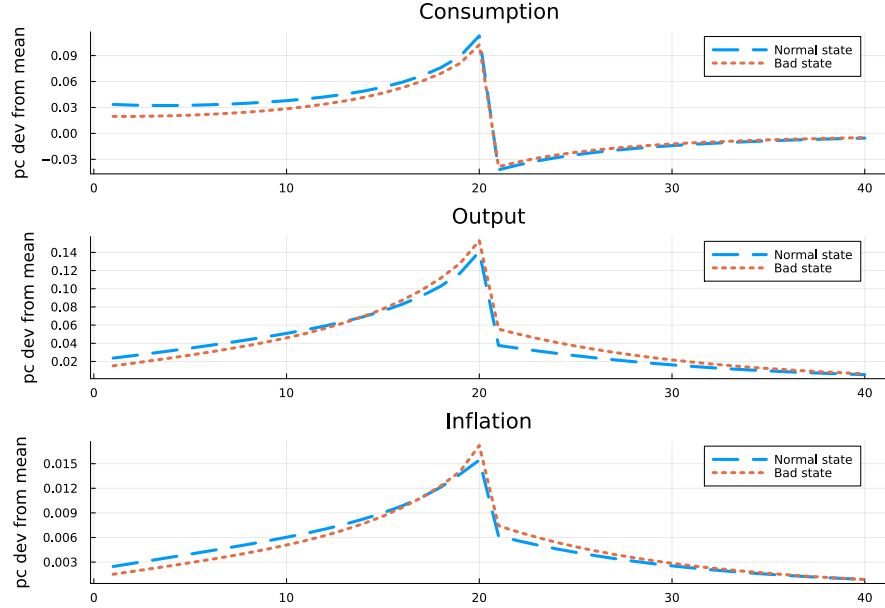 Consumption
pc dev from mean
0.09
0.06
0.03
0.00
−0.03
Normal state
Bad state
0 10 20 30 40
Output
pc dev from mean
0.14
0.12
0.10
0.08
0.06
0.04
0.02
Normal state
Bad state
0 10 20 30 40
Inflation
pc dev from mean
0.015
0.012
0.009
0.006
0.003
Normal state
Bad state
0 10 20 30 40